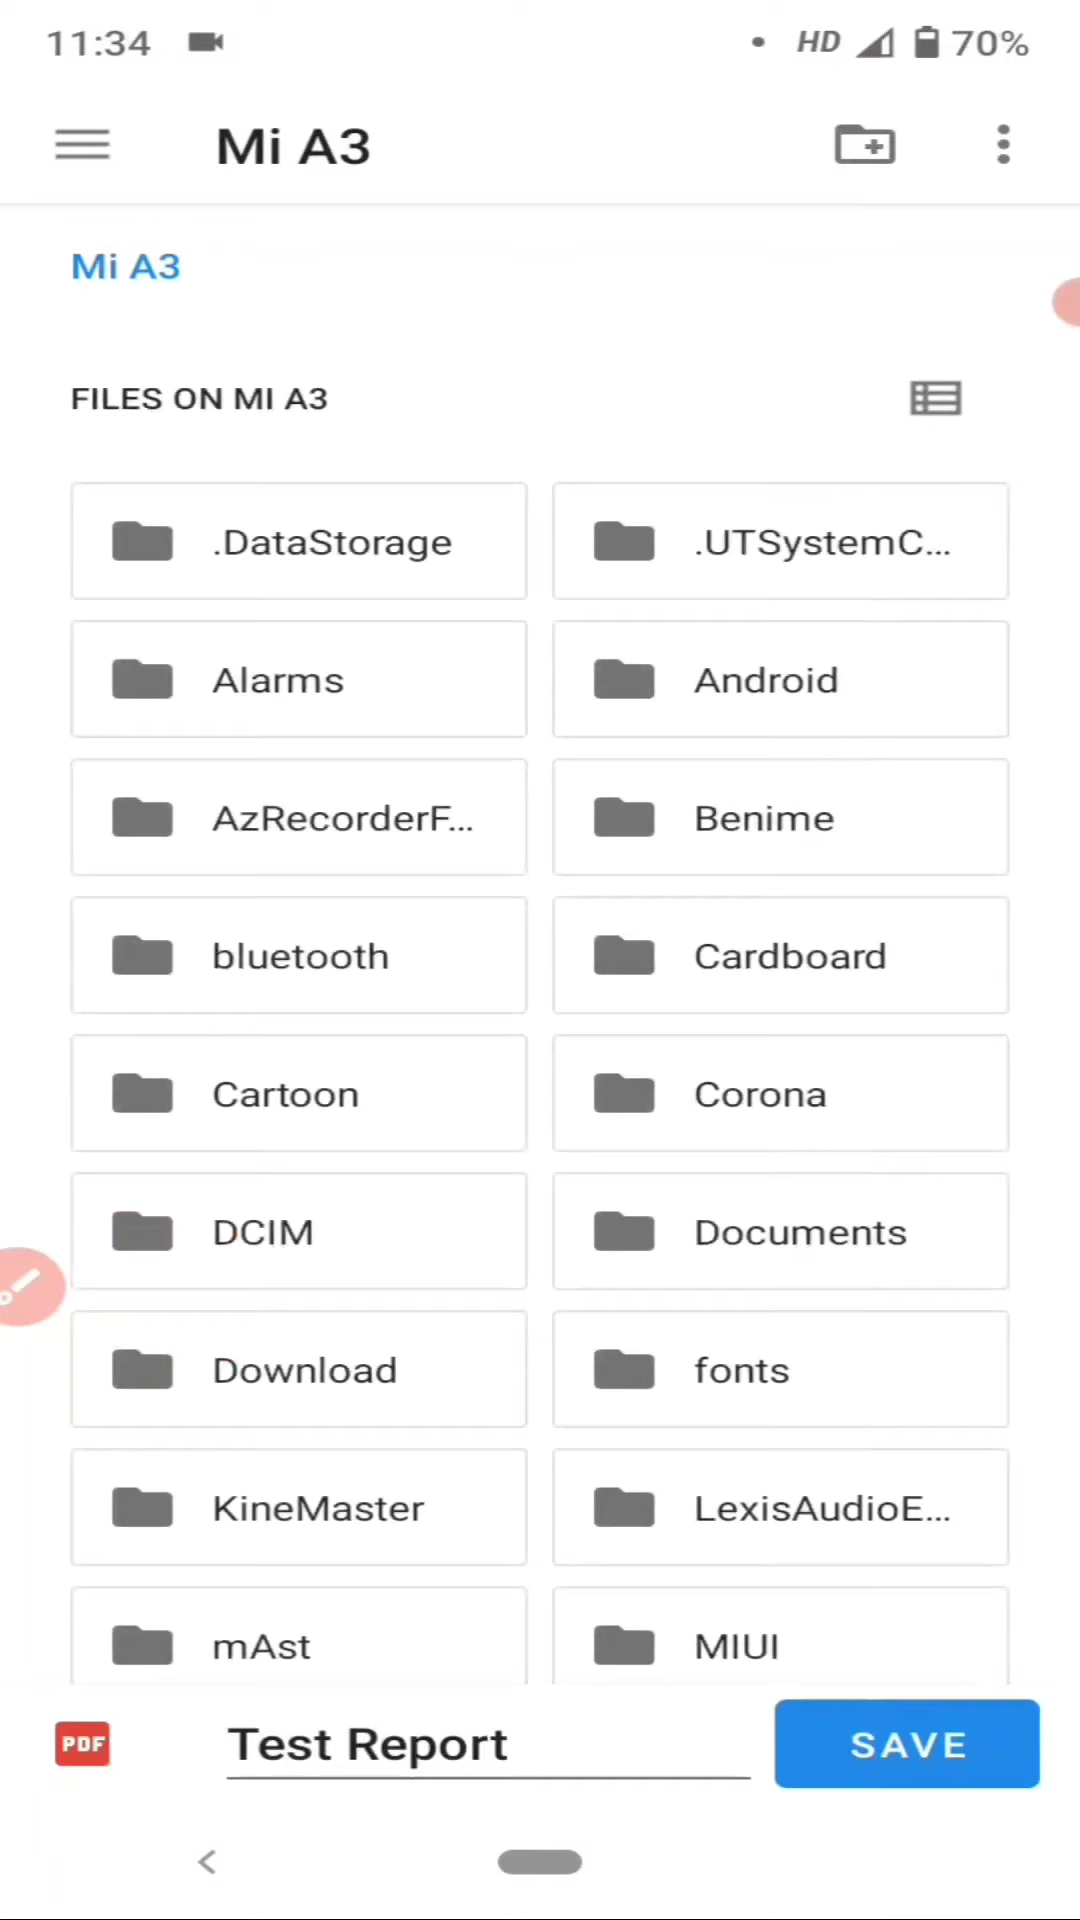 11:34 HD 70%
Mi A3
Mi A3
FILES ON MI A3
.DataStorage .UTSystemC...
Alarms Android
AzRecorderF... Benime
bluetooth Cardboard
Cartoon Corona
DCIM Documents
Download fonts
KineMaster LexisAudioE...
mAst MIUI
PDF Test Report SAVE